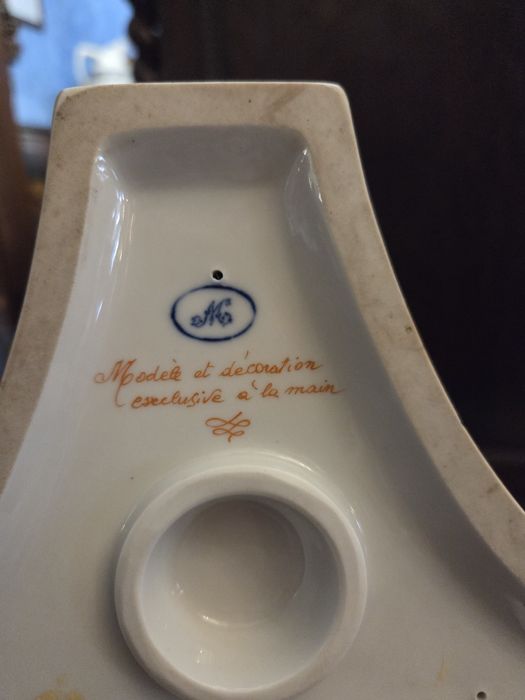 M
Modèle et décoration
exclusive à la main